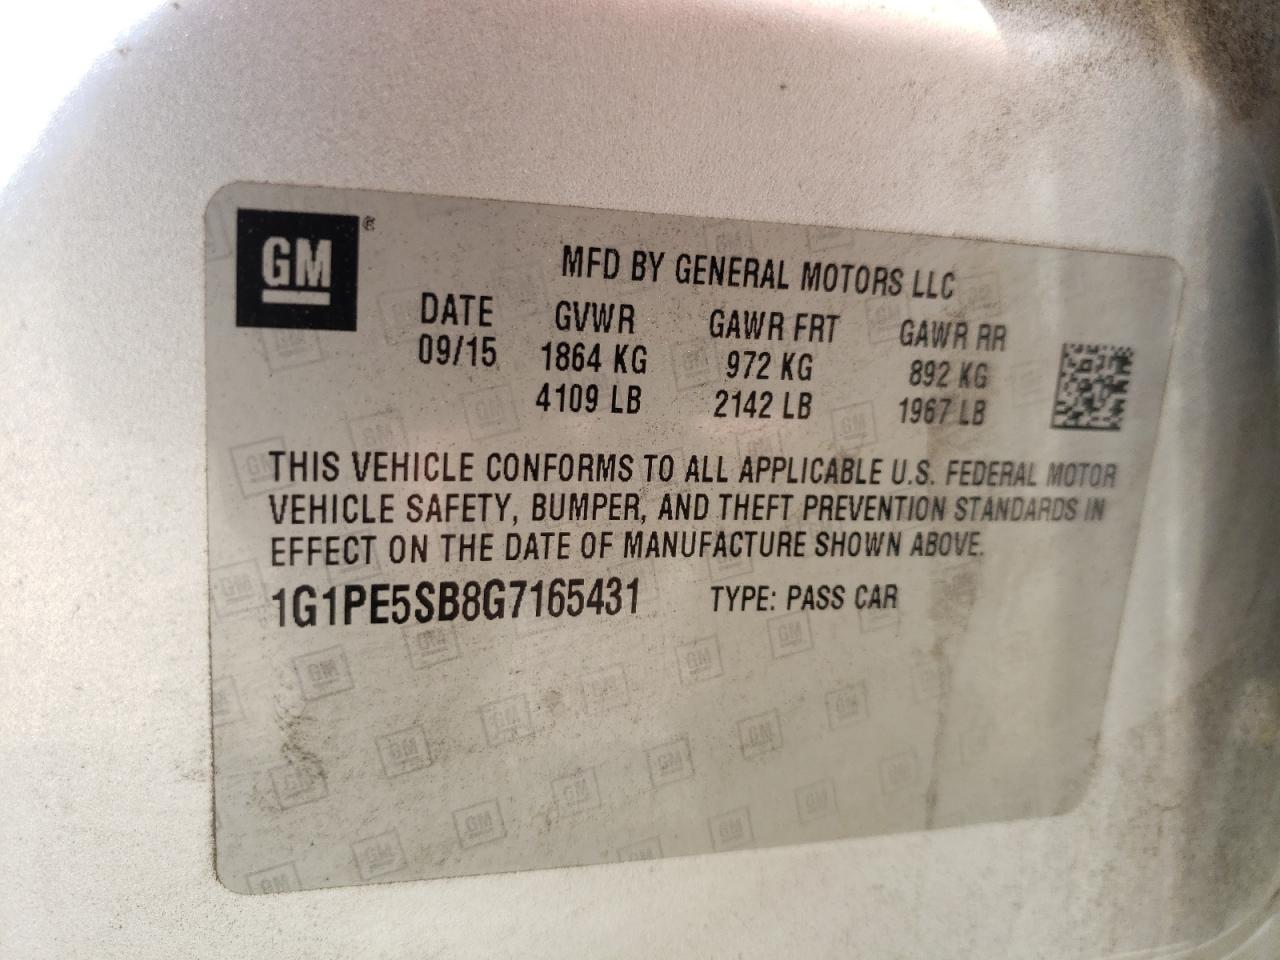 GM®
MFD BY GENERAL MOTORS LLC
DATE GVWR GAWR FRT GAWR RR
09/15 1864 KG 972 KG 892 KG
4109 LB 2142 LB 1967 LB
THIS VEHICLE CONFORMS TO ALL APPLICABLE U.S. FEDERAL MOTOR
VEHICLE SAFETY, BUMPER, AND THEFT PREVENTION STANDARDS IN
EFFECT ON THE DATE OF MANUFACTURE SHOWN ABOVE.
1G1PE5SB8G7165431 TYPE: PASS CAR